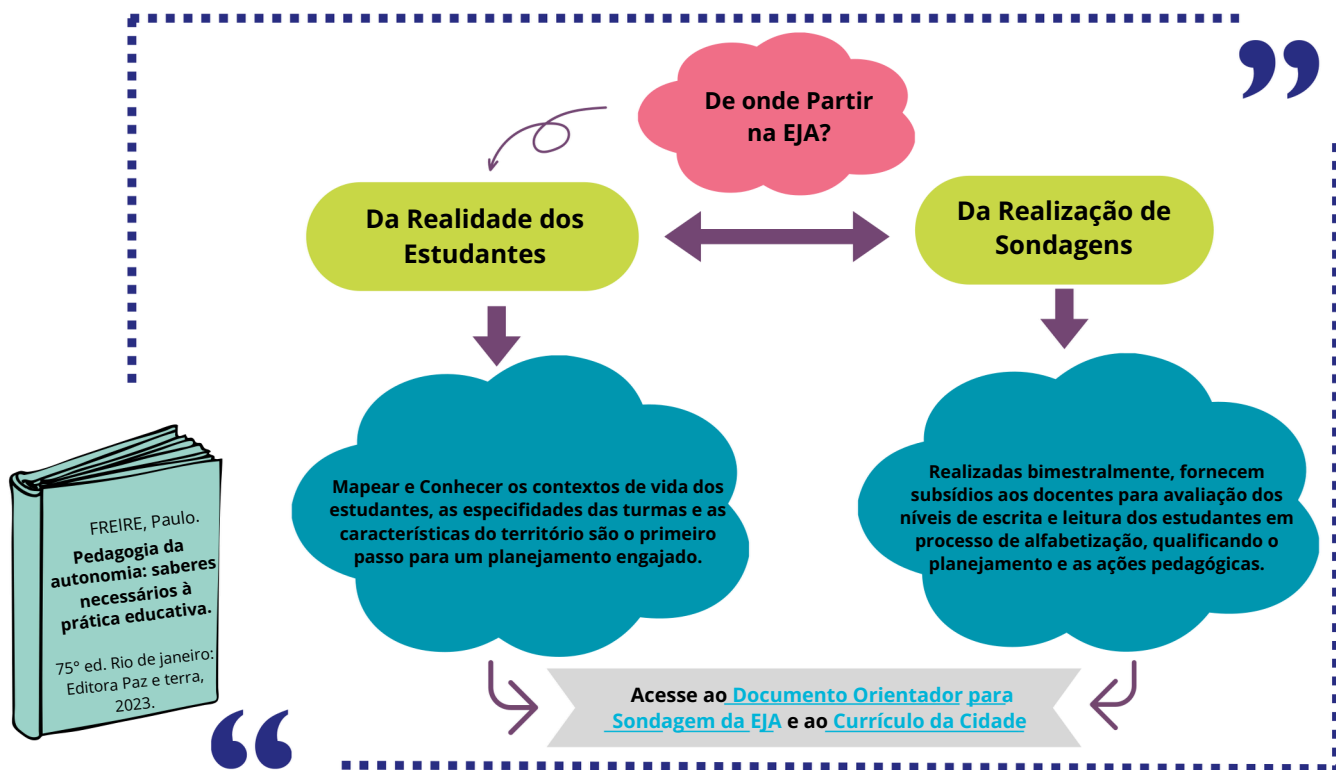 De onde Partir
na EJA?
Da Realidade dos
Estudantes
Da Realização de
Sondagens
Mapear e Conhecer os contextos de vida dos
estudantes, as especifidades das turmas e as
características do território são o primeiro
passo para um planejamento engajado.
Realizadas bimestralmente, fornecem
subsídios aos docentes para avaliação dos
níveis de escrita e leitura dos estudantes em
processo de alfabetização, qualificando o
planejamento e as ações pedagógicas.
FREIRE, Paulo.
Pedagogia da
autonomia: saberes
necessários à
prática educativa.
75° ed. Rio de janeiro:
Editora Paz e terra,
2023.
Acesse ao Documento Orientador para
Sondagem da EJA e ao Currículo da Cidade